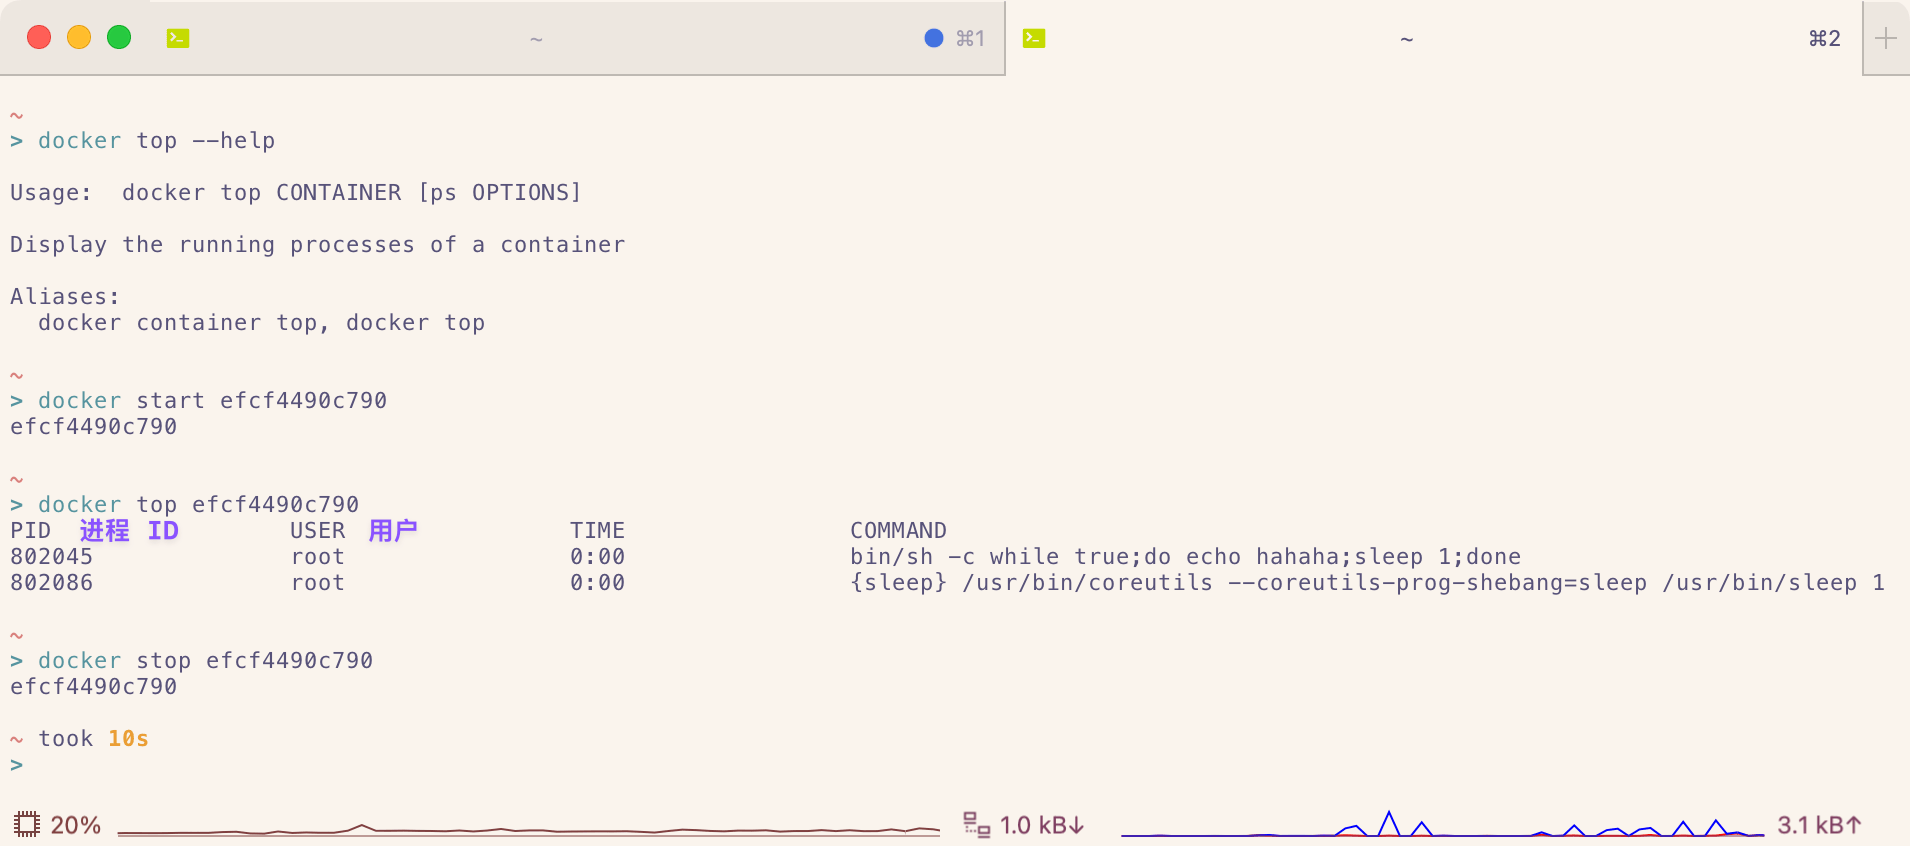 ~ ⌘1 ~ ⌘2
~
> docker top --help
Usage:  docker top CONTAINER [ps OPTIONS]
Display the running processes of a container
Aliases:
  docker container top, docker top
~
> docker start efcf4490c790
efcf4490c790
~
> docker top efcf4490c790
PID 进程 ID USER 用户 TIME COMMAND
802045 root 0:00 bin/sh -c while true;do echo hahaha;sleep 1;done
802086 root 0:00 {sleep} /usr/bin/coreutils --coreutils-prog-shebang=sleep /usr/bin/sleep 1
~
> docker stop efcf4490c790
efcf4490c790
~ took 10s
>
20% 1.0 kB↓ 3.1 kB↑